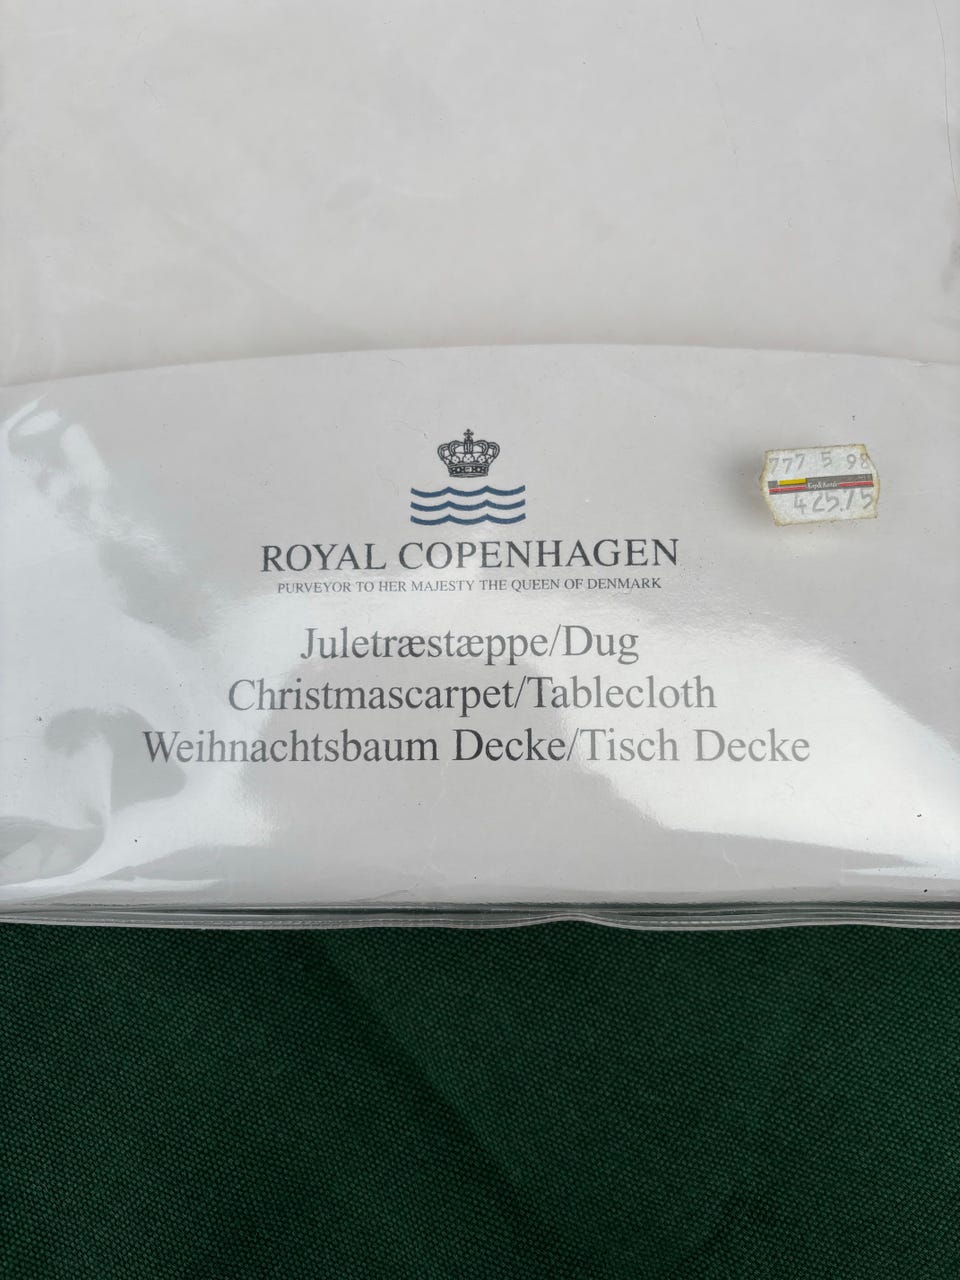 777 5 98
425.75
ROYAL COPENHAGEN
PURVEYOR TO HER MAJESTY THE QUEEN OF DENMARK
Juletræstæppe/Dug
Christmascarpet/Tablecloth
Weihnachtsbaum Decke/Tisch Decke